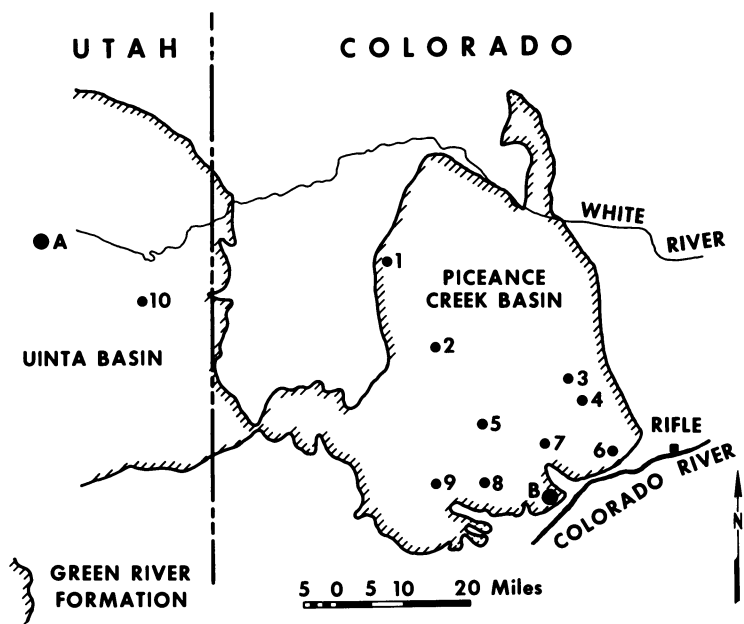 UTAH
COLORADO
WHITE
RIVER
A
1
PICEANCE
CREEK BASIN
10
2
UINTA BASIN
3
4
5
RIFLE
7
6
9
8
B
COLORADO RIVER
N
GREEN RIVER
FORMATION
5 0 5 10 20 Miles